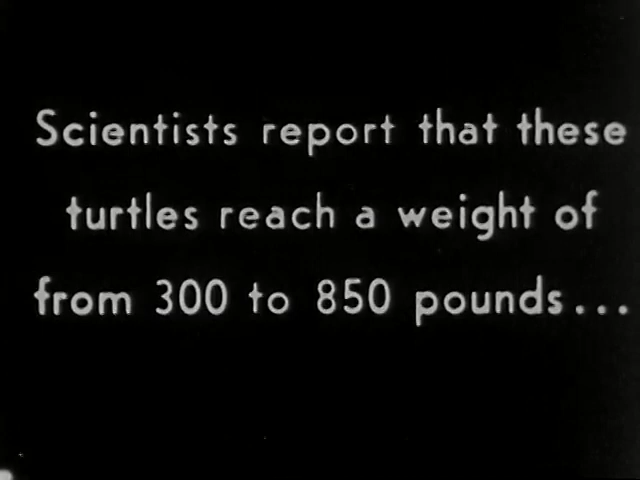 Scientists report that these
turtles reach a weight of
from 300 to 850 pounds...